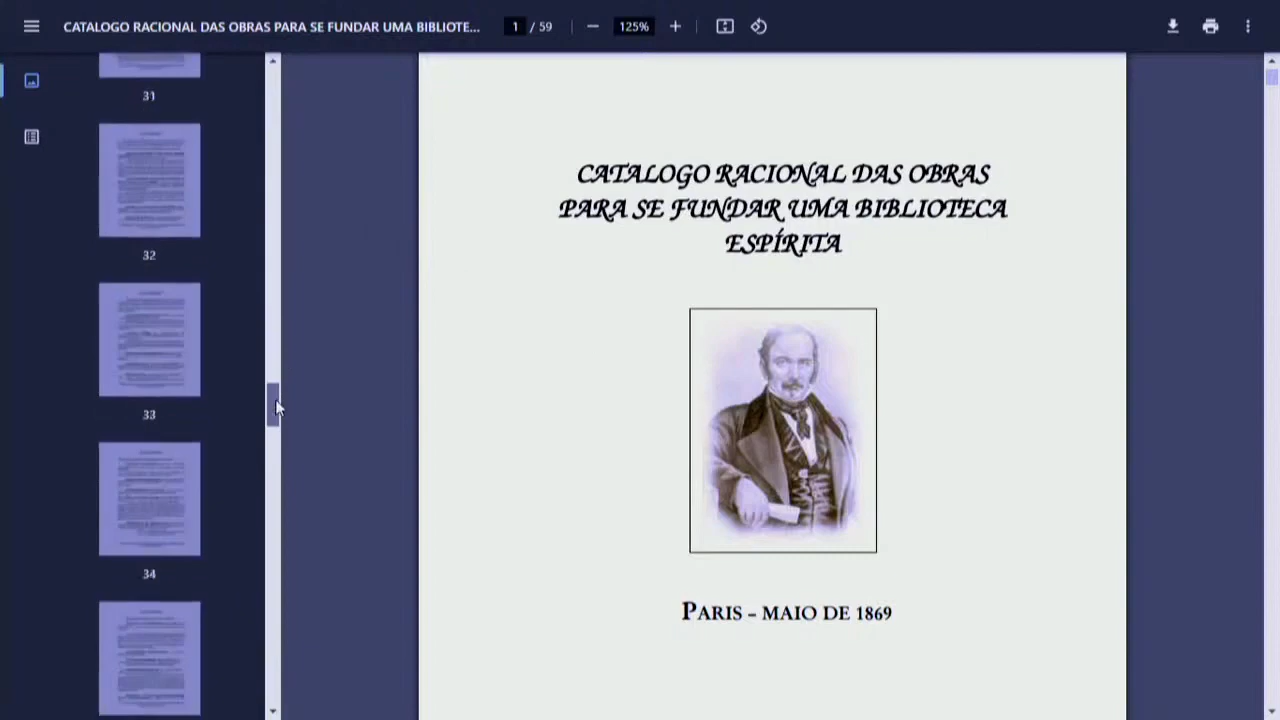 CATALOGO RACIONAL DAS OBRAS PARA SE FUNDAR UMA BIBLIOTE...
1 / 59
125%
31
32
33
34
CATALOGO RACIONAL DAS OBRAS
PARA SE FUNDAR UMA BIBLIOTECA
ESPÍRITA
PARIS – MAIO DE 1869